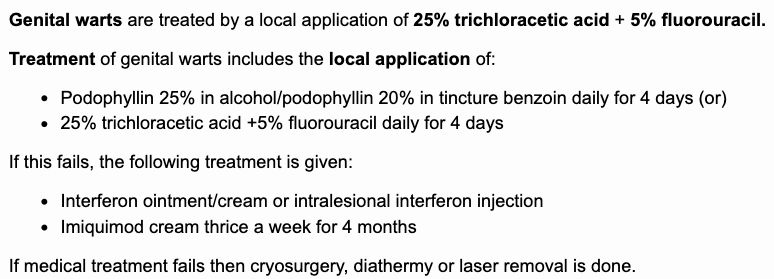 Genital warts are treated by a local application of 25% trichloracetic acid + 5% fluorouracil.
Treatment of genital warts includes the local application of:
• Podophyllin 25% in alcohol/podophyllin 20% in tincture benzoin daily for 4 days (or)
• 25% trichloracetic acid +5% fluorouracil daily for 4 days
If this fails, the following treatment is given:
• Interferon ointment/cream or intralesional interferon injection
• Imiquimod cream thrice a week for 4 months
If medical treatment fails then cryosurgery, diathermy or laser removal is done.